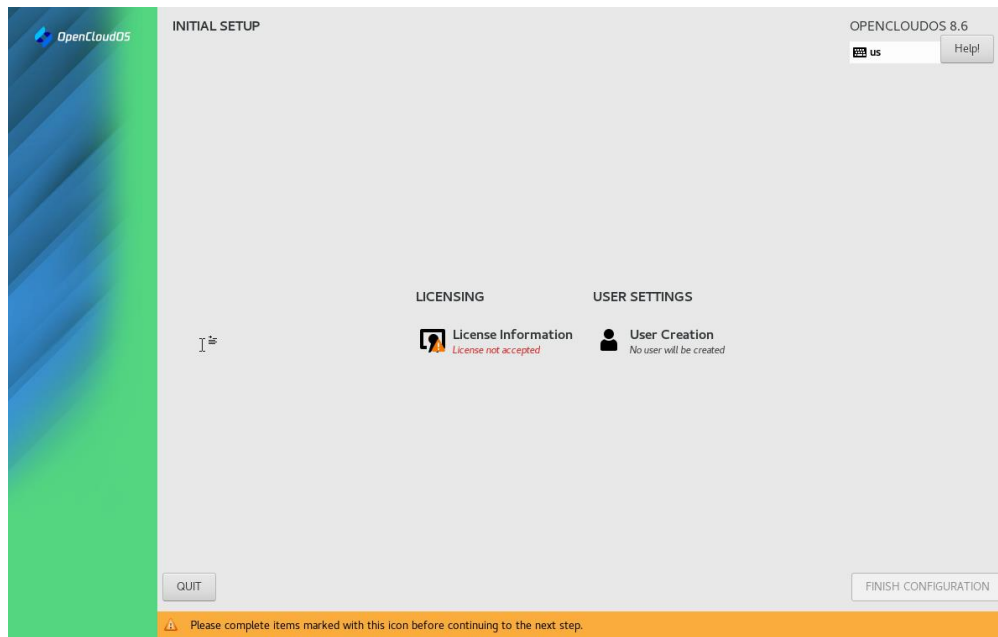 OpenCloudOS
INITIAL SETUP
OPENCLOUDOS 8.6
us
Help!
LICENSING
USER SETTINGS
License Information
License not accepted
User Creation
No user will be created
QUIT
FINISH CONFIGURATION
Please complete items marked with this icon before continuing to the next step.